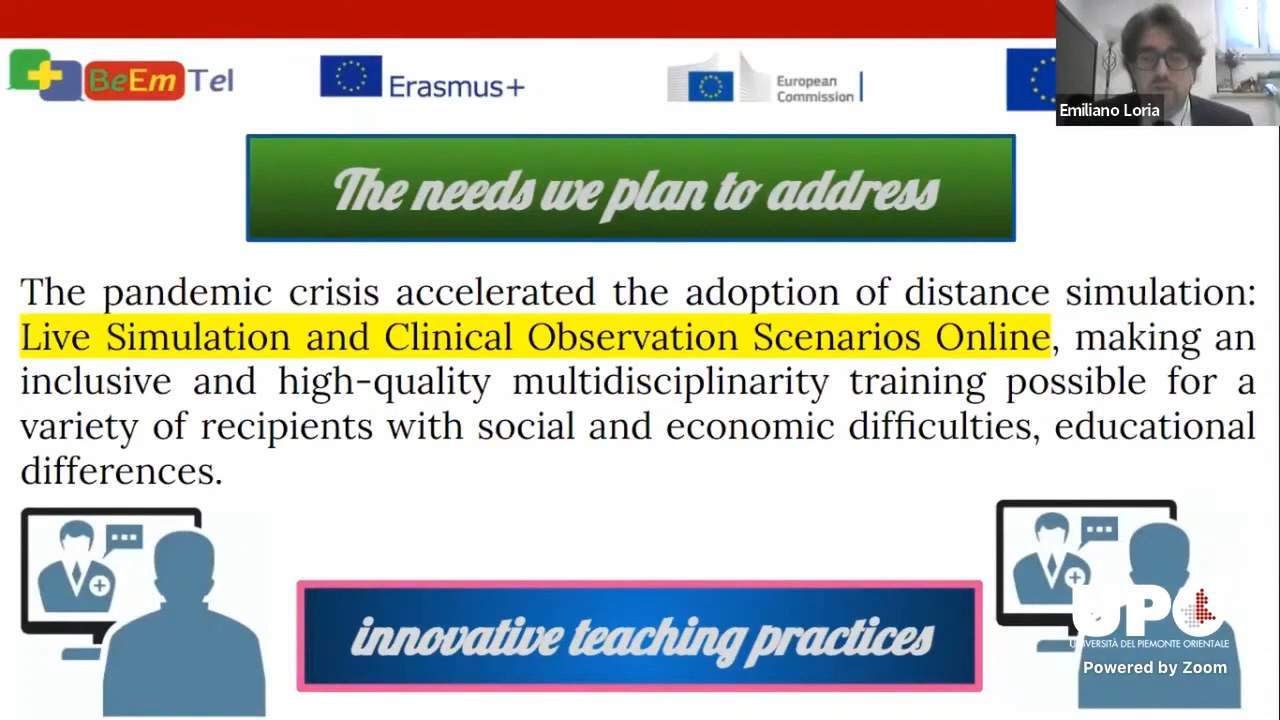 BeEmTel
Erasmus+
European
Commission
Emiliano Loria
The needs we plan to address
The pandemic crisis accelerated the adoption of distance simulation:
Live Simulation and Clinical Observation Scenarios Online, making an
inclusive and high-quality multidisciplinarity training possible for a
variety of recipients with social and economic difficulties, educational
differences.
innovative teaching practices
UPO
UNIVERSITÀ DEL PIEMONTE ORIENTALE
Powered by Zoom